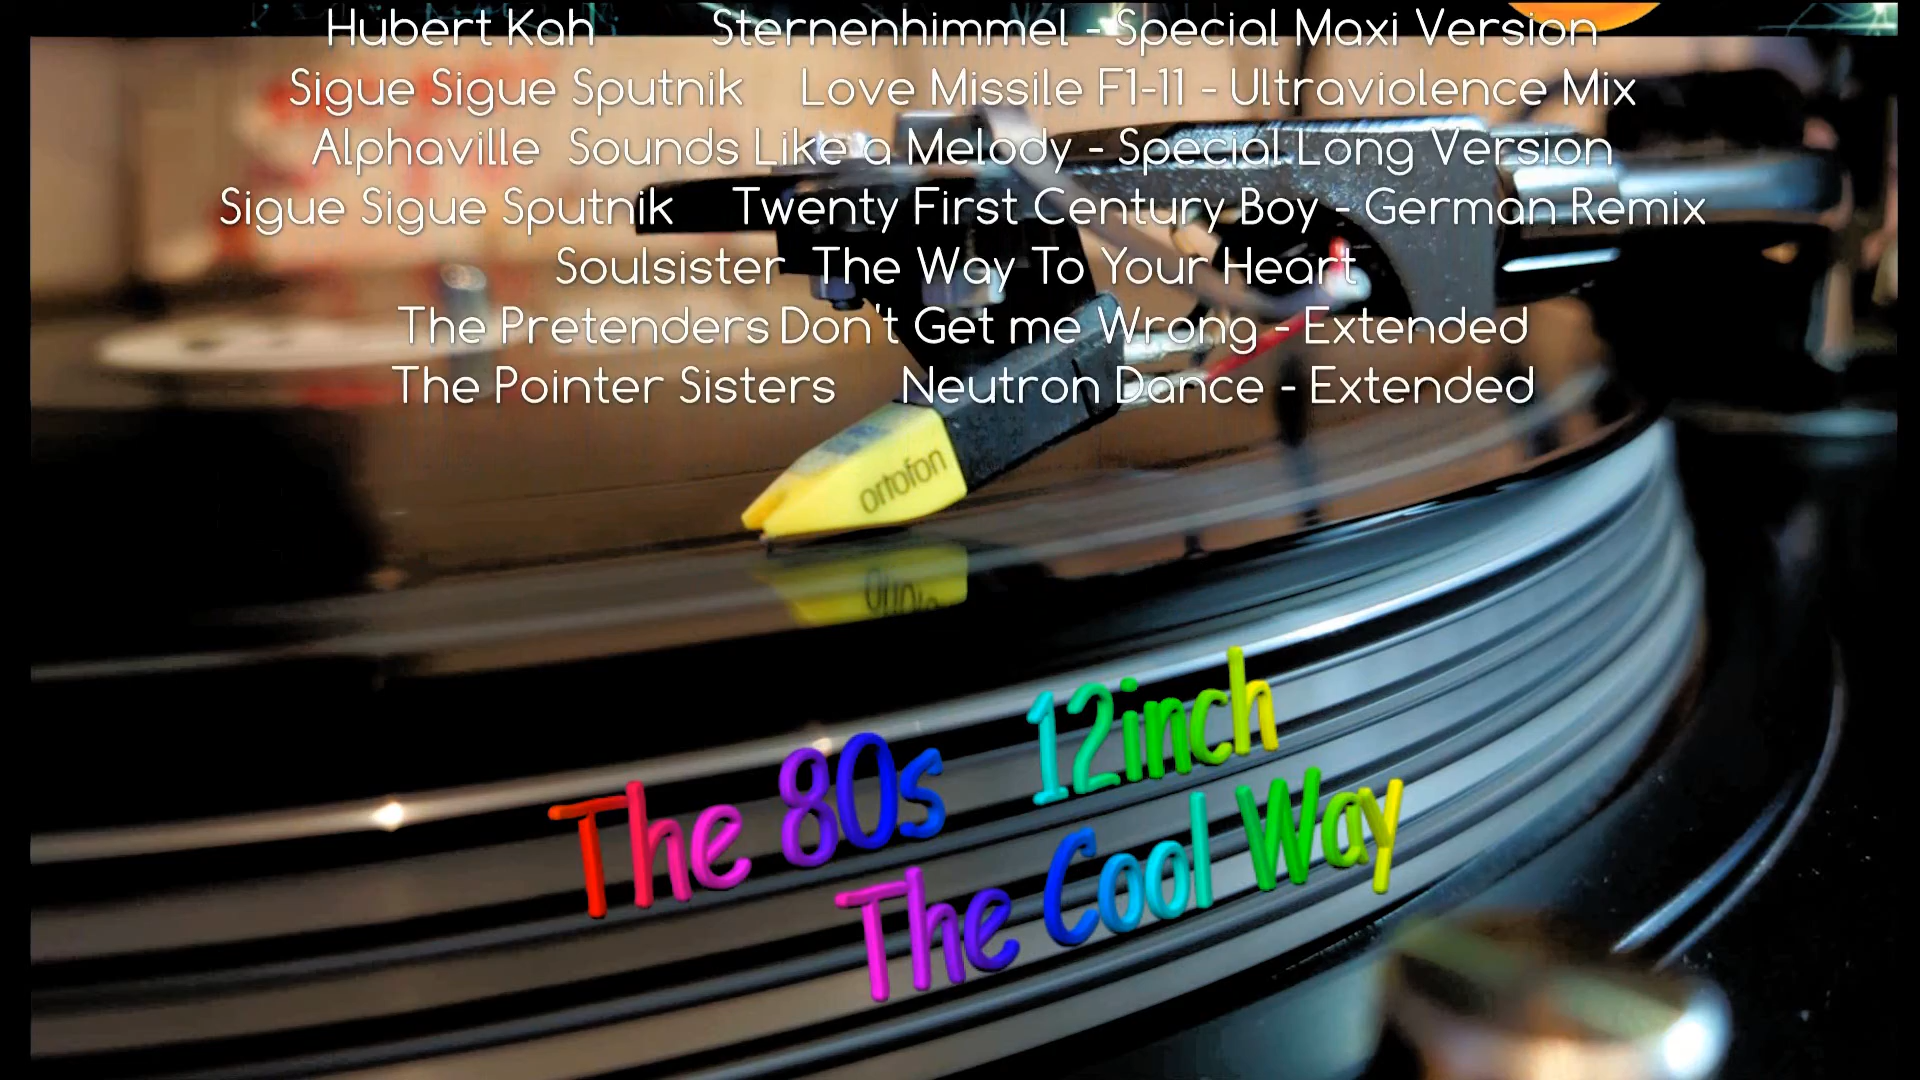 Hubert Kah Sternenhimmel - Special Maxi Version
Sigue Sigue Sputnik Love Missile F1-11 - Ultraviolence Mix
Alphaville Sounds Like a Melody - Special Long Version
Sigue Sigue Sputnik Twenty First Century Boy - German Remix
Soulsister The Way To Your Heart
The Pretenders Don't Get me Wrong - Extended
The Pointer Sisters Neutron Dance - Extended
ortofon
The 80s 12inch
The Cool Way